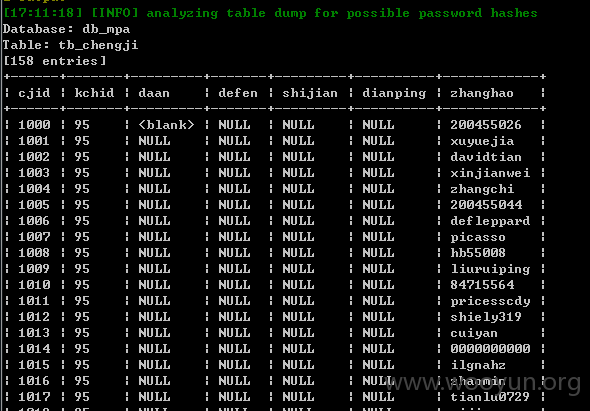 [17:11:18] [INFO] analyzing table dump for possible password hashes
Database: db_mpa
Table: tb_chengji
[158 entries]
+------+-------+---------+-------+---------+----------+-------------+
| cjid | kchid | daan | defen | shijian | dianping | zhanghao |
+------+-------+---------+-------+---------+----------+-------------+
| 1000 | 95 | <blank> | NULL | NULL | NULL | 200455026 |
| 1001 | 95 | NULL | NULL | NULL | NULL | xuyuejia |
| 1002 | 95 | NULL | NULL | NULL | NULL | davidtian |
| 1003 | 95 | NULL | NULL | NULL | NULL | xinjianwei |
| 1004 | 95 | NULL | NULL | NULL | NULL | zhangchi |
| 1005 | 95 | NULL | NULL | NULL | NULL | 200455044 |
| 1006 | 95 | NULL | NULL | NULL | NULL | defleppard |
| 1007 | 95 | NULL | NULL | NULL | NULL | picasso |
| 1008 | 95 | NULL | NULL | NULL | NULL | hb55008 |
| 1009 | 95 | NULL | NULL | NULL | NULL | liuruiping |
| 1010 | 95 | NULL | NULL | NULL | NULL | 84715564 |
| 1011 | 95 | NULL | NULL | NULL | NULL | pricesscdy |
| 1012 | 95 | NULL | NULL | NULL | NULL | shiely319 |
| 1013 | 95 | NULL | NULL | NULL | NULL | cuiyan |
| 1014 | 95 | NULL | NULL | NULL | NULL | 0000000000 |
| 1015 | 95 | NULL | NULL | NULL | NULL | ilgnahz |
| 1016 | 95 | NULL | NULL | NULL | NULL | zhaomin |
| 1017 | 95 | NULL | NULL | NULL | NULL | tianlu0729 |
www.wooyun.org